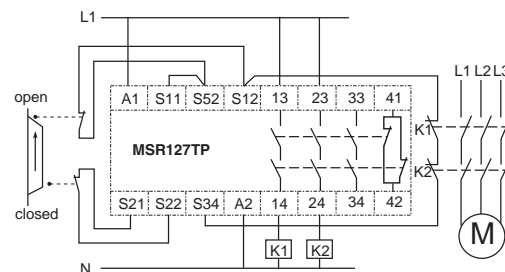 L1
A1 S11 S52 S12 13 23 33 41
L1 L2 L3
open
MSR127TP
K1
K2
closed
S21 S22 S34 A2 14 24 34 42
K1 K2
M
N